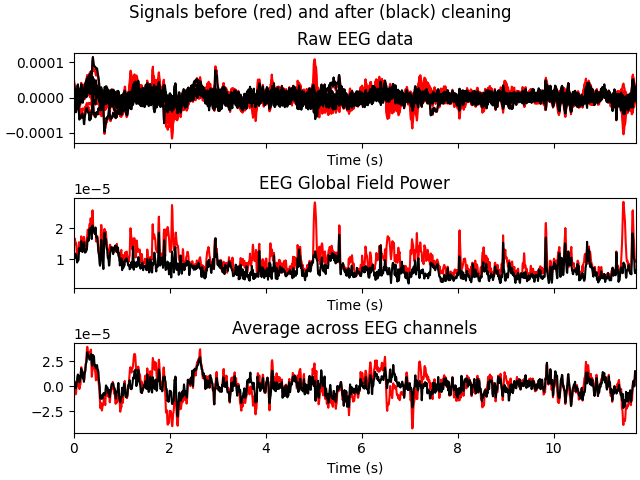 Signals before (red) and after (black) cleaning
Raw EEG data
0.0001
0.0000
−0.0001
Time (s)
EEG Global Field Power
1e−5
2
1
Time (s)
Average across EEG channels
1e−5
2.5
0.0
−2.5
0 2 4 6 8 10
Time (s)